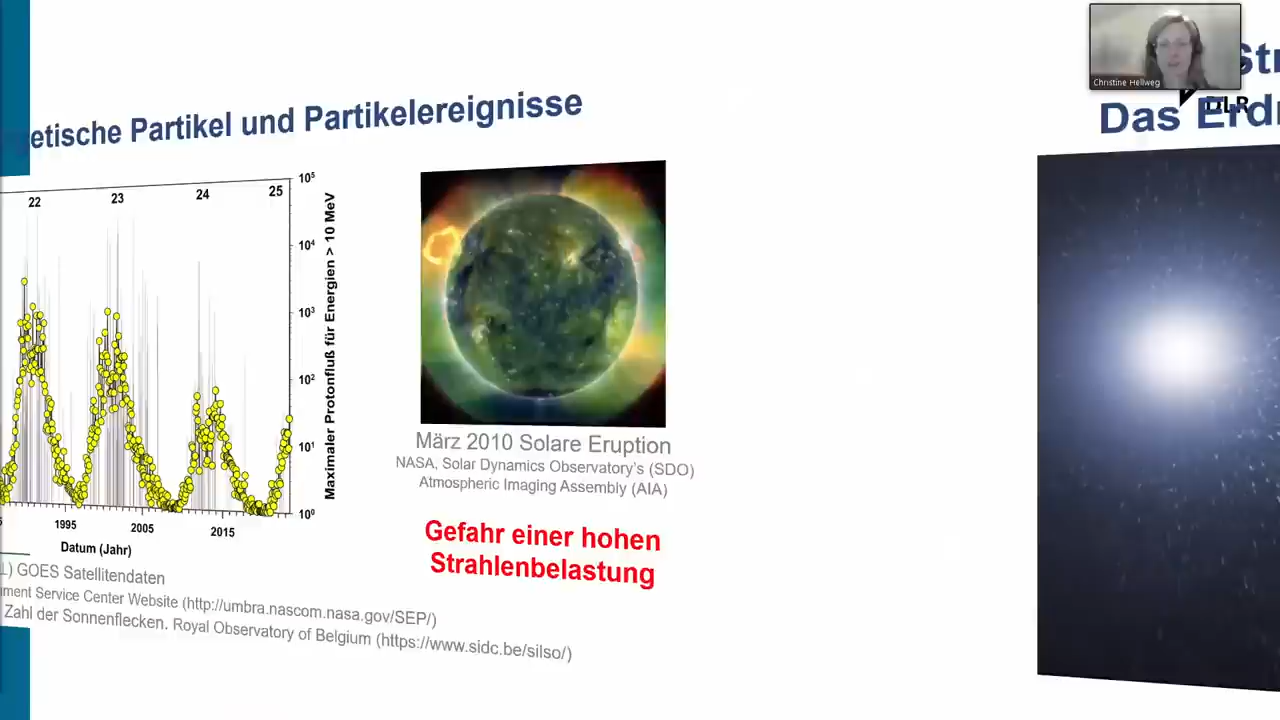 Christine Hellweg
DLR
etische Partikel und Partikelereignisse
Das Erd
22
23
24
25
10⁵
10⁴
10³
10²
10¹
10⁰
Maximaler Protonfluß für Energien > 10 MeV
1995
2005
2015
Datum (Jahr)
März 2010 Solare Eruption
NASA, Solar Dynamics Observatory's (SDO)
Atmospheric Imaging Assembly (AIA)
Gefahr einer hohen
Strahlenbelastung
L) GOES Satellitendaten
ment Service Center Website (http://umbra.nascom.nasa.gov/SEP/)
Zahl der Sonnenflecken. Royal Observatory of Belgium (https://www.sidc.be/silso/)